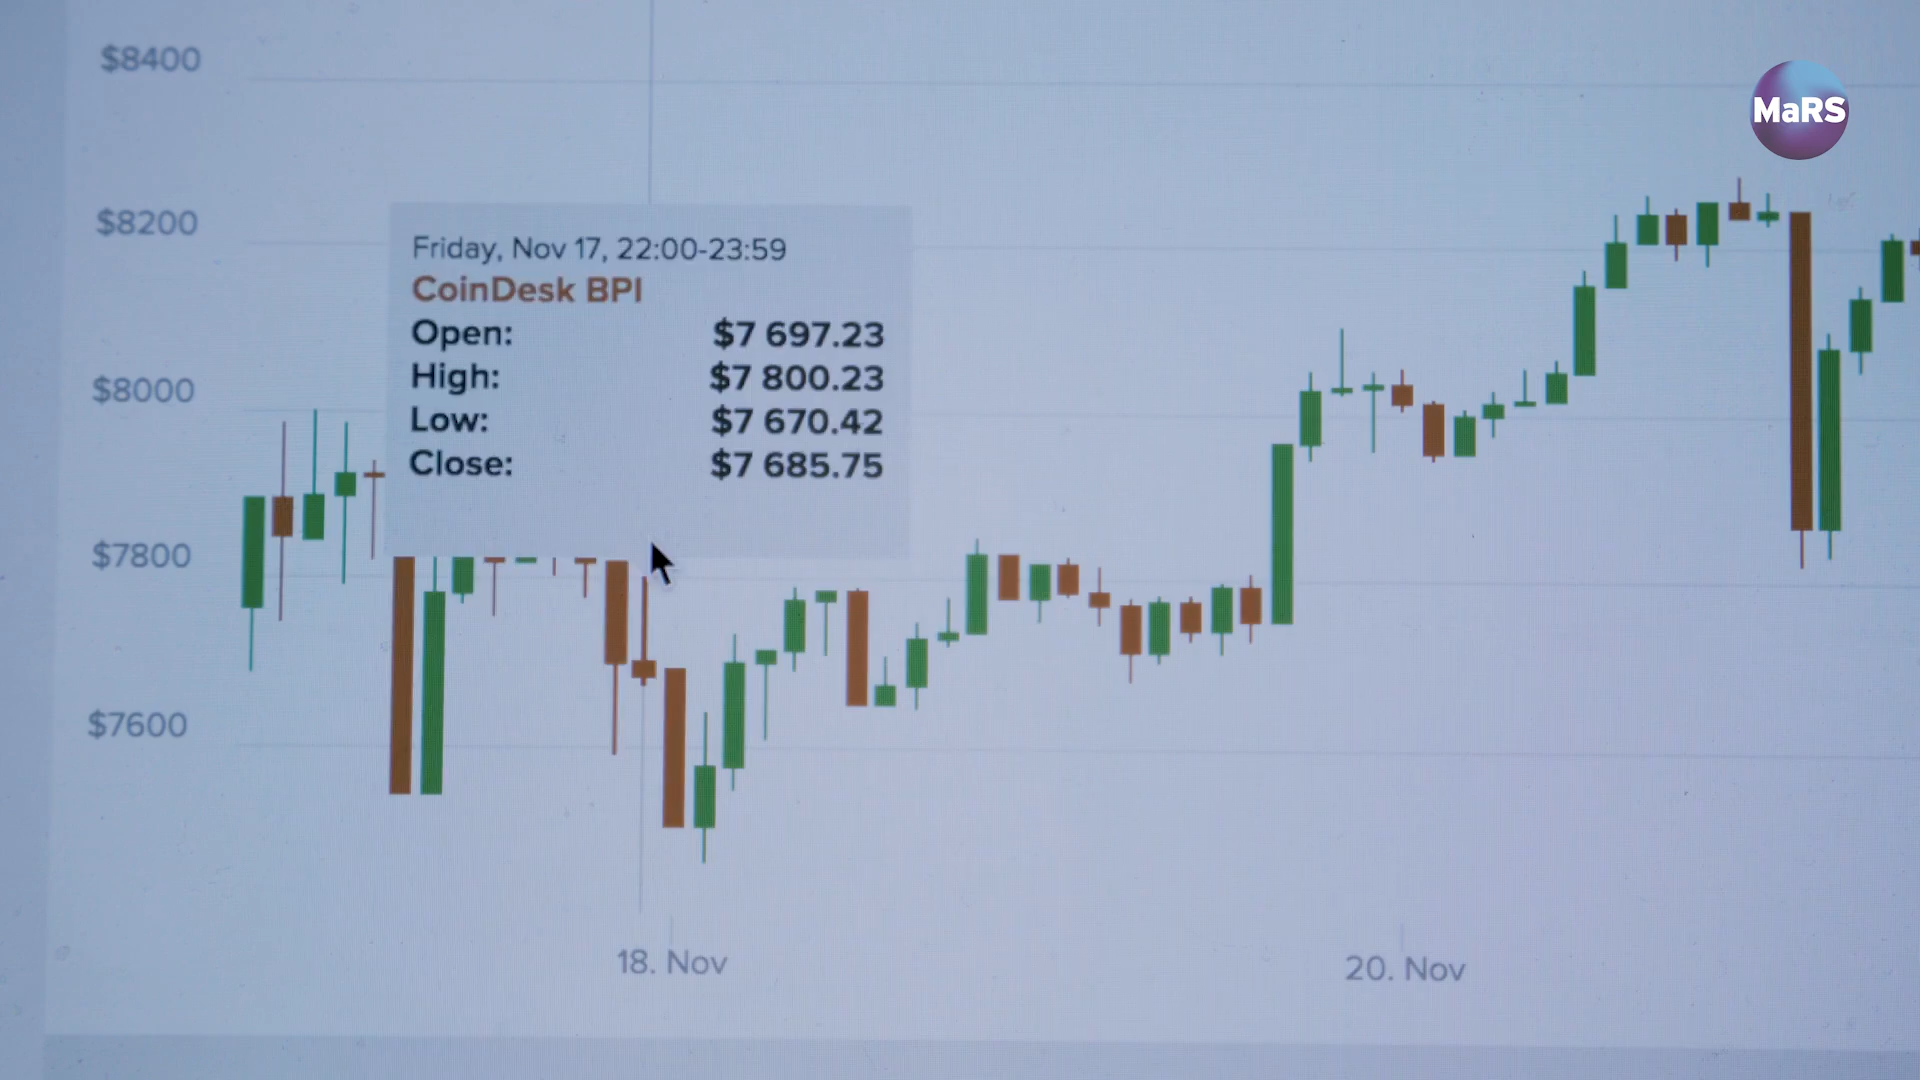 $8400
MaRS
$8200
Friday, Nov 17, 22:00-23:59
CoinDesk BPI
Open: $7 697.23
High: $7 800.23
Low: $7 670.42
Close: $7 685.75
$8000
$7800
$7600
18. Nov
20. Nov